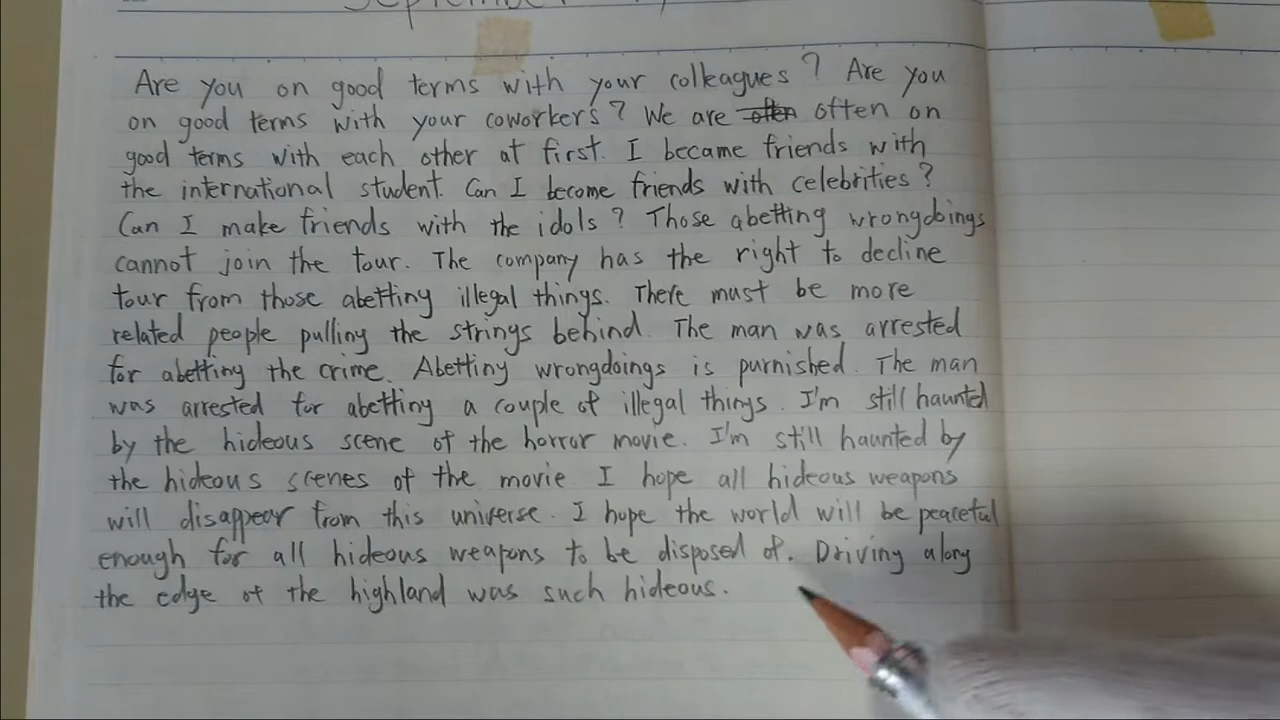 September
Are you on good terms with your colleagues? Are you
on good terms with your coworkers? We are often often on
good terms with each other at first. I became friends with
the international student. Can I become friends with celebrities?
Can I make friends with the idols? Those abetting wrongdoings
cannot join the tour. The company has the right to decline
tour from those abetting illegal things. There must be more
related people pulling the strings behind. The man was arrested
for abetting the crime. Abettiny wrongdoings is purnished. The man
was arrested for abetting a couple of illegal things. I'm still haunted
by the hideous scene of the horror movie. I'm still haunted by
the hideous scenes of the movie I hope all hideous weapons
will disappear from this universe. I hope the world will be peaceful
enough for all hideous weapons to be disposed of. Driving along
the edge of the highland was such hideous.